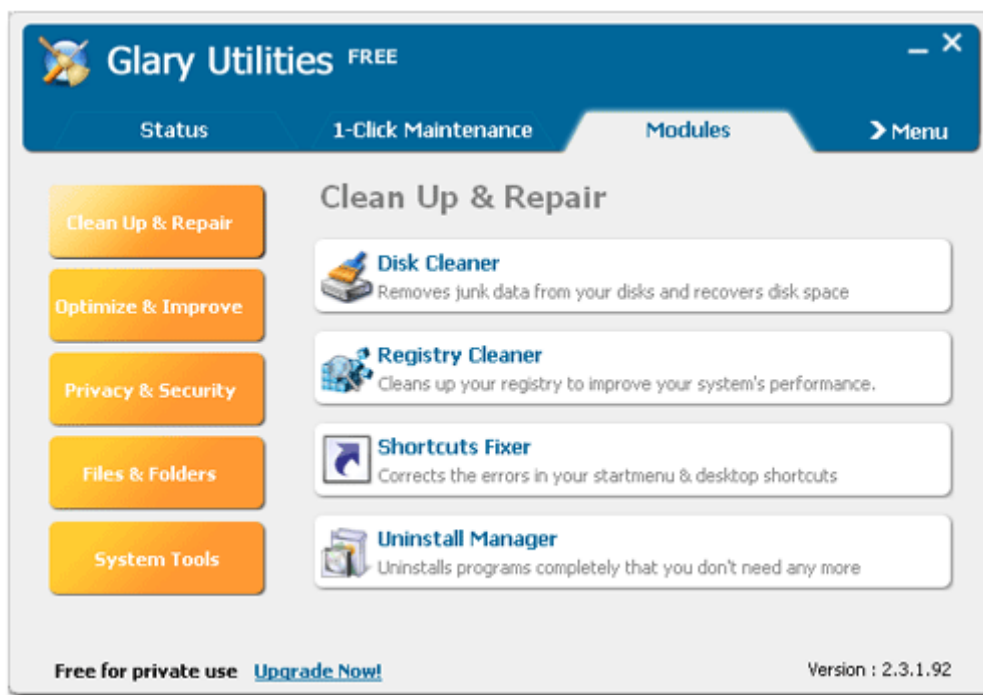 Glary Utilities FREE
Status
1-Click Maintenance
Modules
Menu
Clean Up & Repair
Optimize & Improve
Privacy & Security
Files & Folders
System Tools
Clean Up & Repair
Disk Cleaner
Removes junk data from your disks and recovers disk space
Registry Cleaner
Cleans up your registry to improve your system's performance.
Shortcuts Fixer
Corrects the errors in your startmenu & desktop shortcuts
Uninstall Manager
Uninstalls programs completely that you don't need any more
Free for private use Upgrade Now!
Version : 2.3.1.92